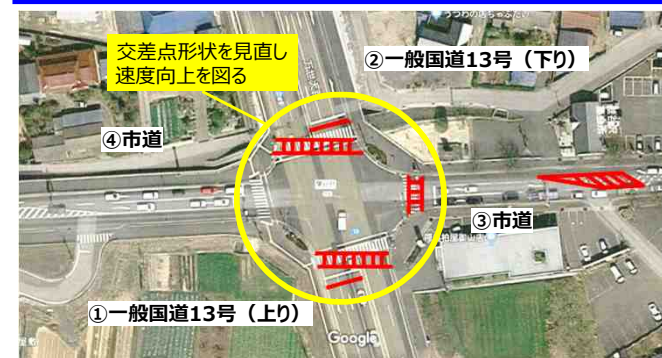 交差点形状を見直し
速度向上を図る
②一般国道13号（下り）
④市道
③市道
①一般国道13号（上り）
Google